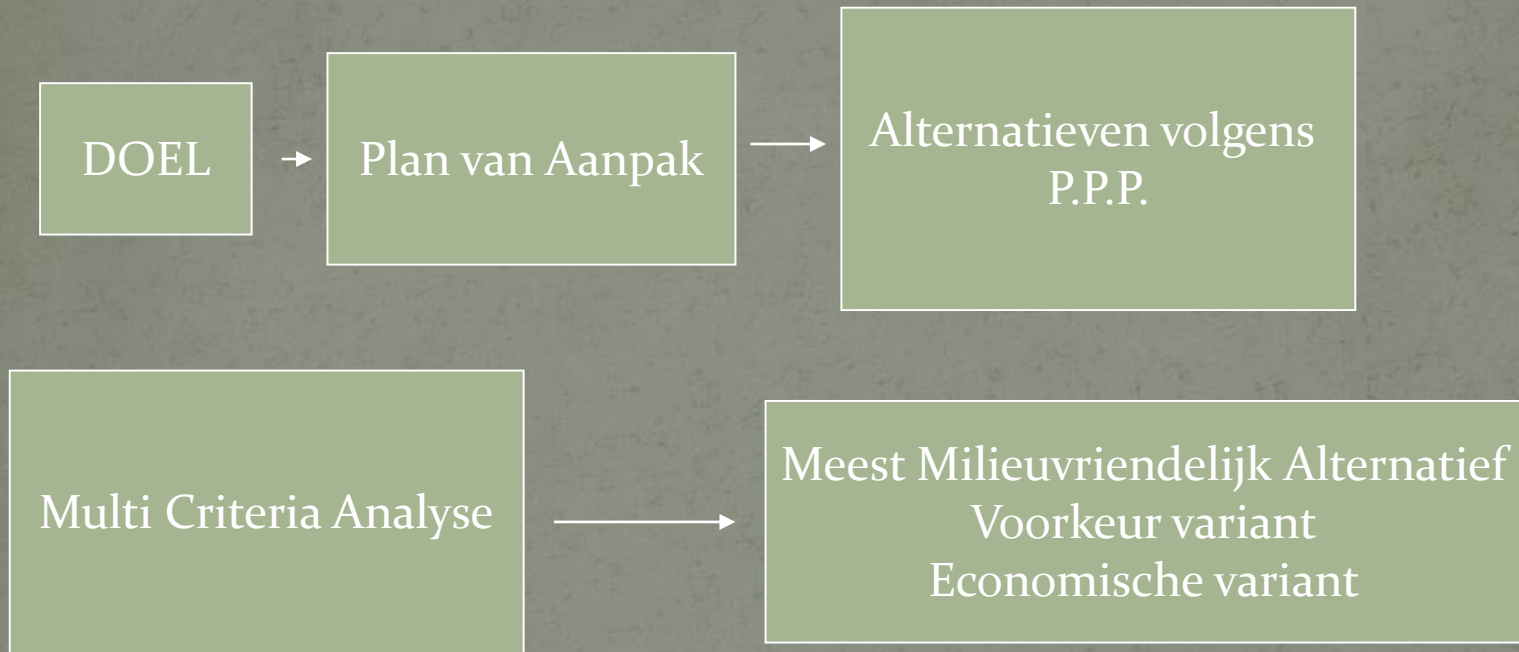 DOEL
Plan van Aanpak
Alternatieven volgens
P.P.P.
Multi Criteria Analyse
Meest Milieuvriendelijk Alternatief
Voorkeur variant
Economische variant